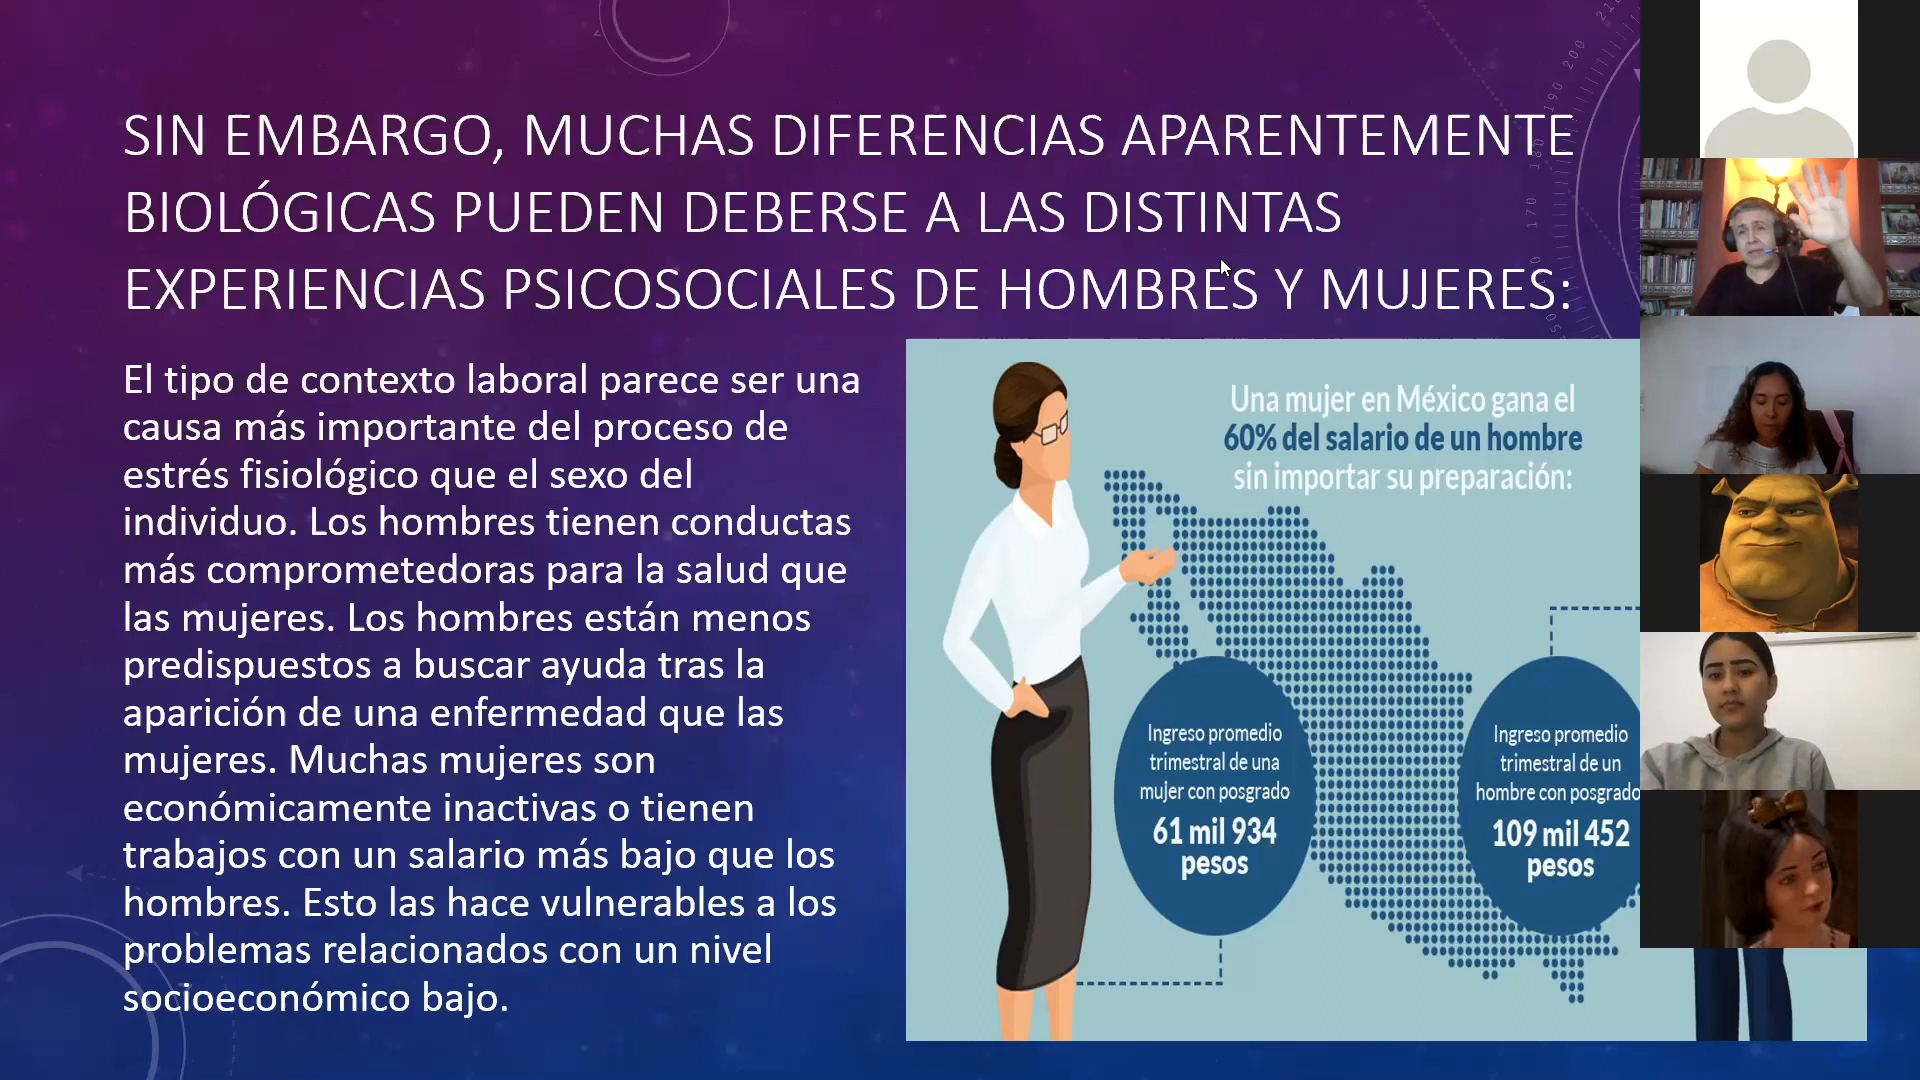 SIN EMBARGO, MUCHAS DIFERENCIAS APARENTEMENTE
BIOLÓGICAS PUEDEN DEBERSE A LAS DISTINTAS
EXPERIENCIAS PSICOSOCIALES DE HOMBRES Y MUJERES:
El tipo de contexto laboral parece ser una
causa más importante del proceso de
estrés fisiológico que el sexo del
individuo. Los hombres tienen conductas
más comprometedoras para la salud que
las mujeres. Los hombres están menos
predispuestos a buscar ayuda tras la
aparición de una enfermedad que las
mujeres. Muchas mujeres son
económicamente inactivas o tienen
trabajos con un salario más bajo que los
hombres. Esto las hace vulnerables a los
problemas relacionados con un nivel
socioeconómico bajo.
Una mujer en México gana el
60% del salario de un hombre
sin importar su preparación:
Ingreso promedio
trimestral de una
mujer con posgrado
61 mil 934
pesos
Ingreso promedio
trimestral de un
hombre con posgrado
109 mil 452
pesos
200
190
180
170